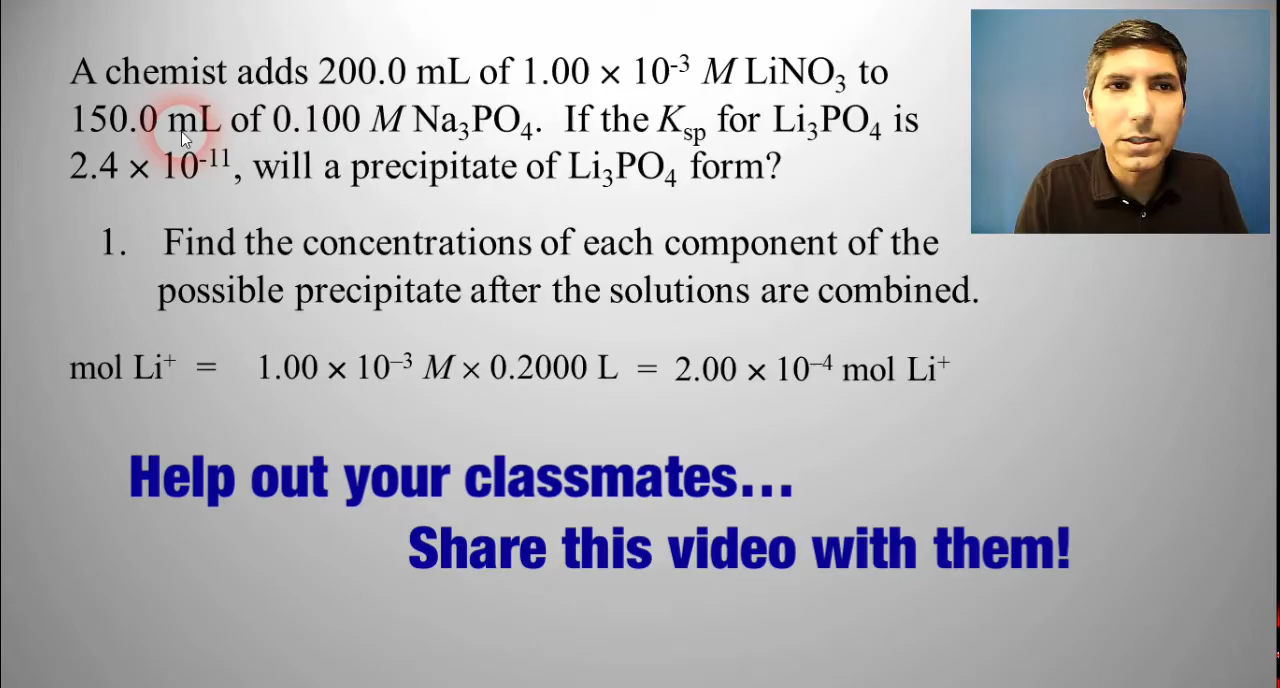 A chemist adds 200.0 mL of 1.00 × 10⁻³ M LiNO₃ to
150.0 mL of 0.100 M Na₃PO₄. If the Kₛₚ for Li₃PO₄ is
2.4 × 10⁻¹¹, will a precipitate of Li₃PO₄ form?
1. Find the concentrations of each component of the
possible precipitate after the solutions are combined.
mol Li⁺ = 1.00 × 10⁻³ M × 0.2000 L = 2.00 × 10⁻⁴ mol Li⁺
Help out your classmates...
Share this video with them!